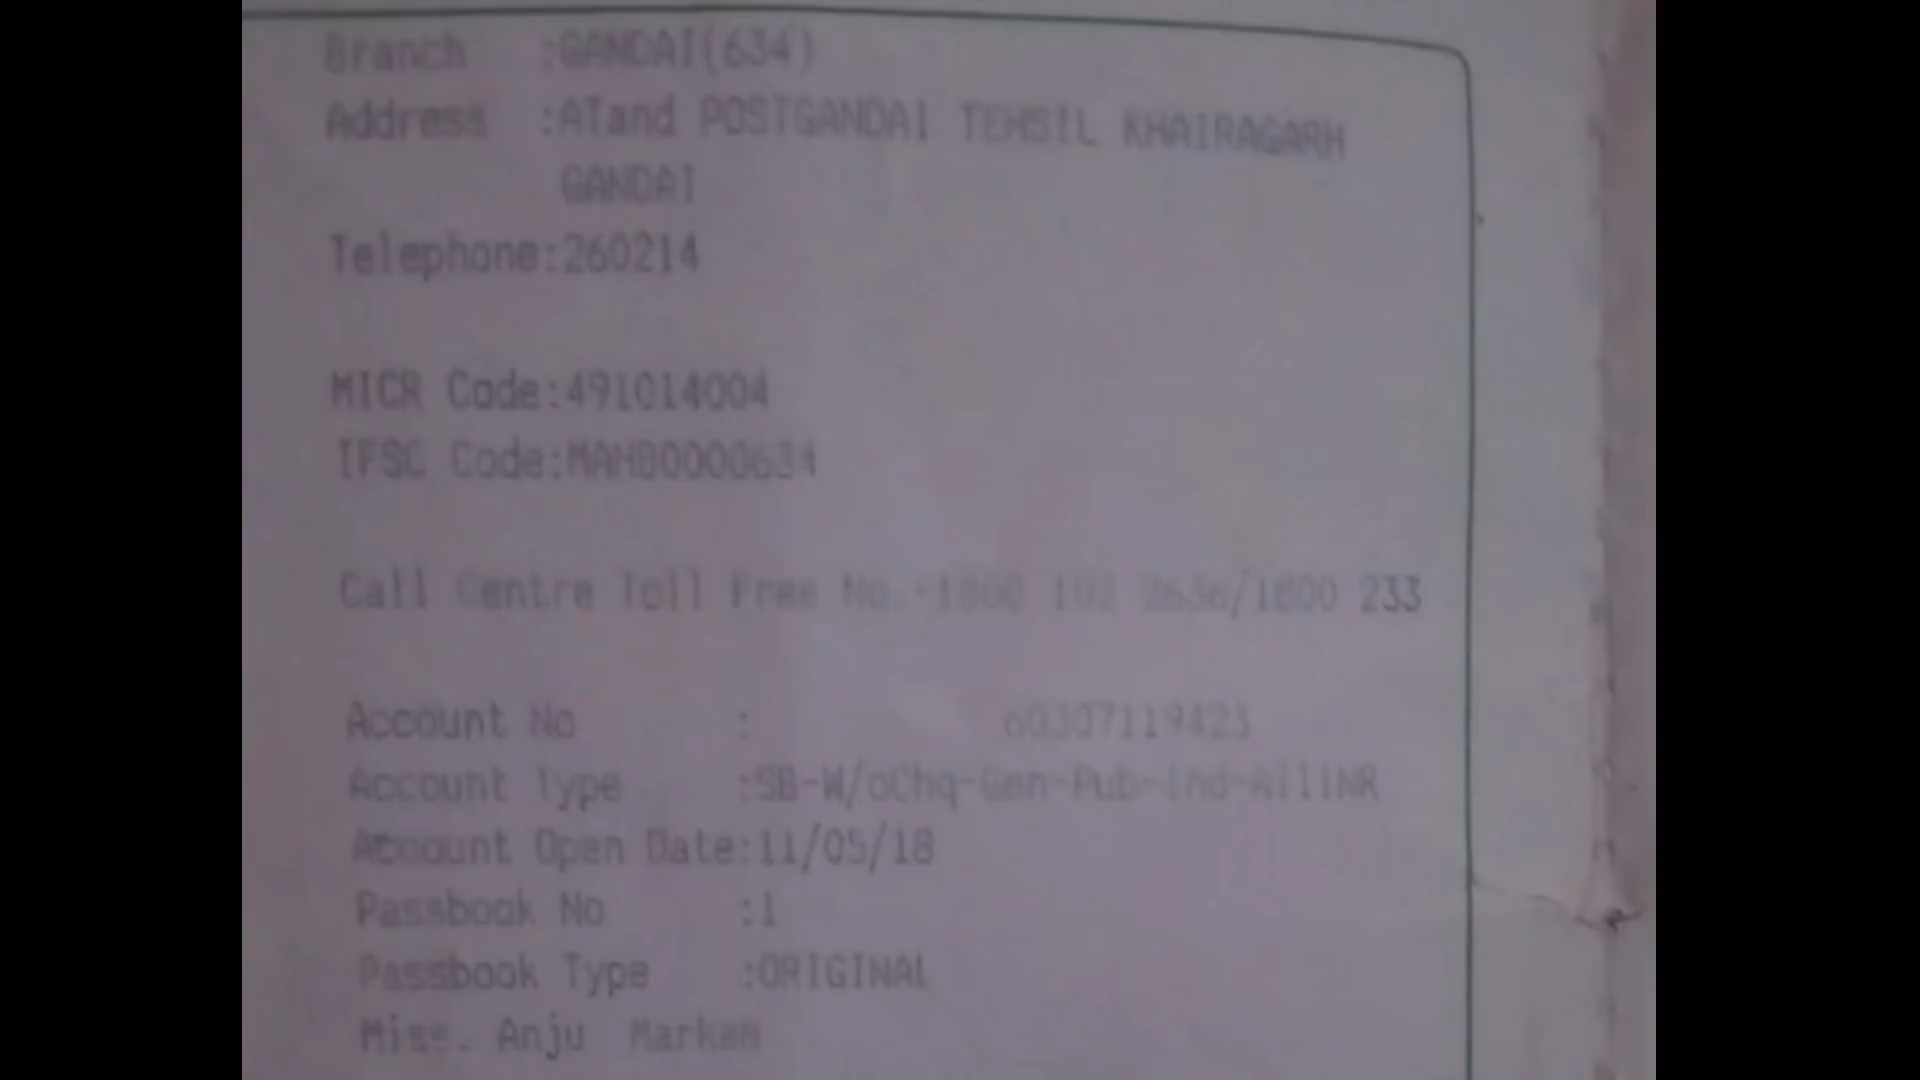 Branch :GANDAI(634)
Address :ATand POSTGANDAI TEHSIL KHAIRAGARH
GANDAI
Telephone:260214
MICR Code:491014004
IFSC Code:MAHB0000634
Call Centre Toll Free No.-1800 102 2636/1800 233
Account No : 60307119423
Account Type :SB-W/oChq-Gen-Pub-Ind-AllINR
Account Open Date:11/05/18
Passbook No :1
Passbook Type :ORIGINAL
Miss. Anju Markam